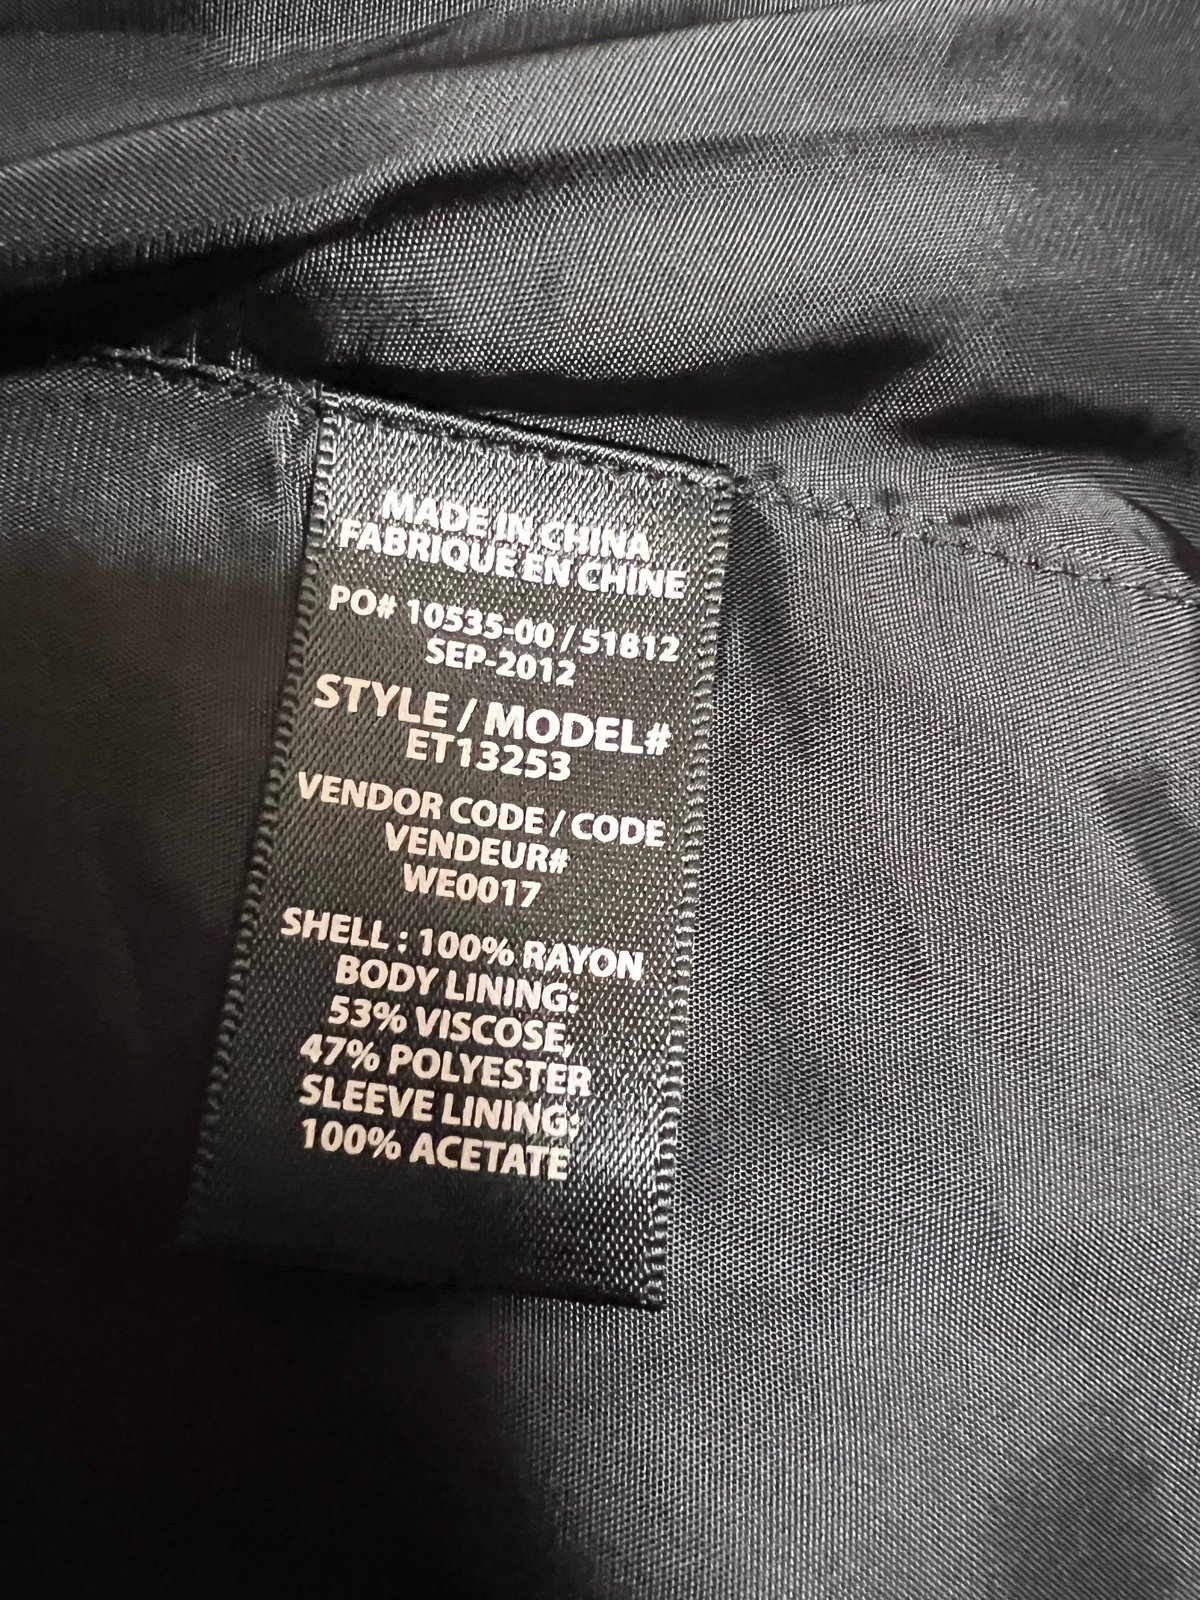 MADE IN CHINA
FABRIQUE EN CHINE
PO# 10535-00 / 51812
SEP-2012
STYLE / MODEL#
ET13253
VENDOR CODE / CODE
VENDEUR#
WE0017
SHELL : 100% RAYON
BODY LINING:
53% VISCOSE,
47% POLYESTER
SLEEVE LINING:
100% ACETATE